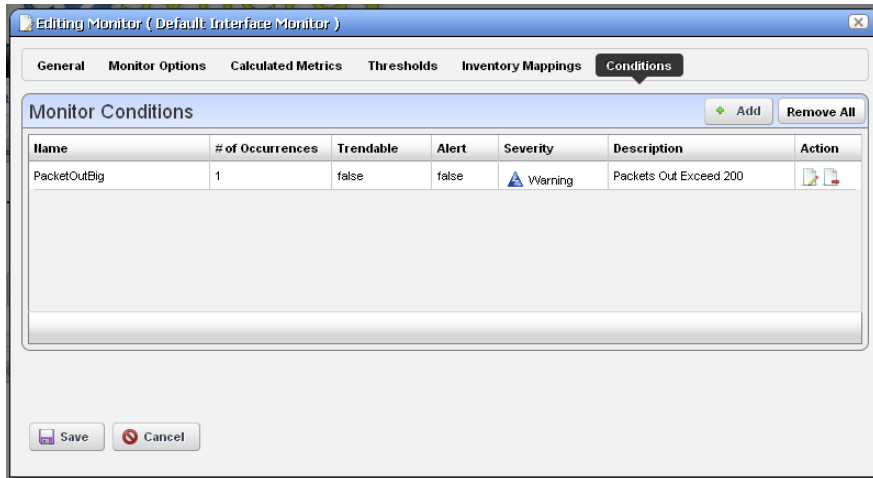 Editing Monitor ( Default Interface Monitor )
General Monitor Options Calculated Metrics Thresholds Inventory Mappings Conditions
Monitor Conditions Add Remove All
Name # of Occurrences Trendable Alert Severity Description Action
PacketOutBig 1 false false Warning Packets Out Exceed 200
Save Cancel